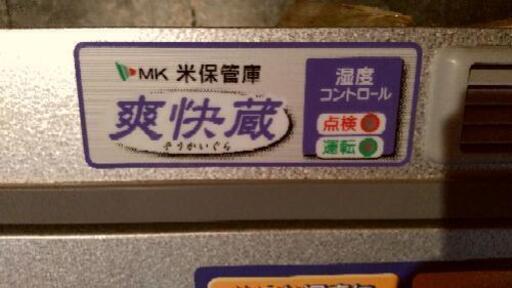 MK 米保管庫
爽快蔵
そうかいぐら
湿度
コントロール
点検
運転